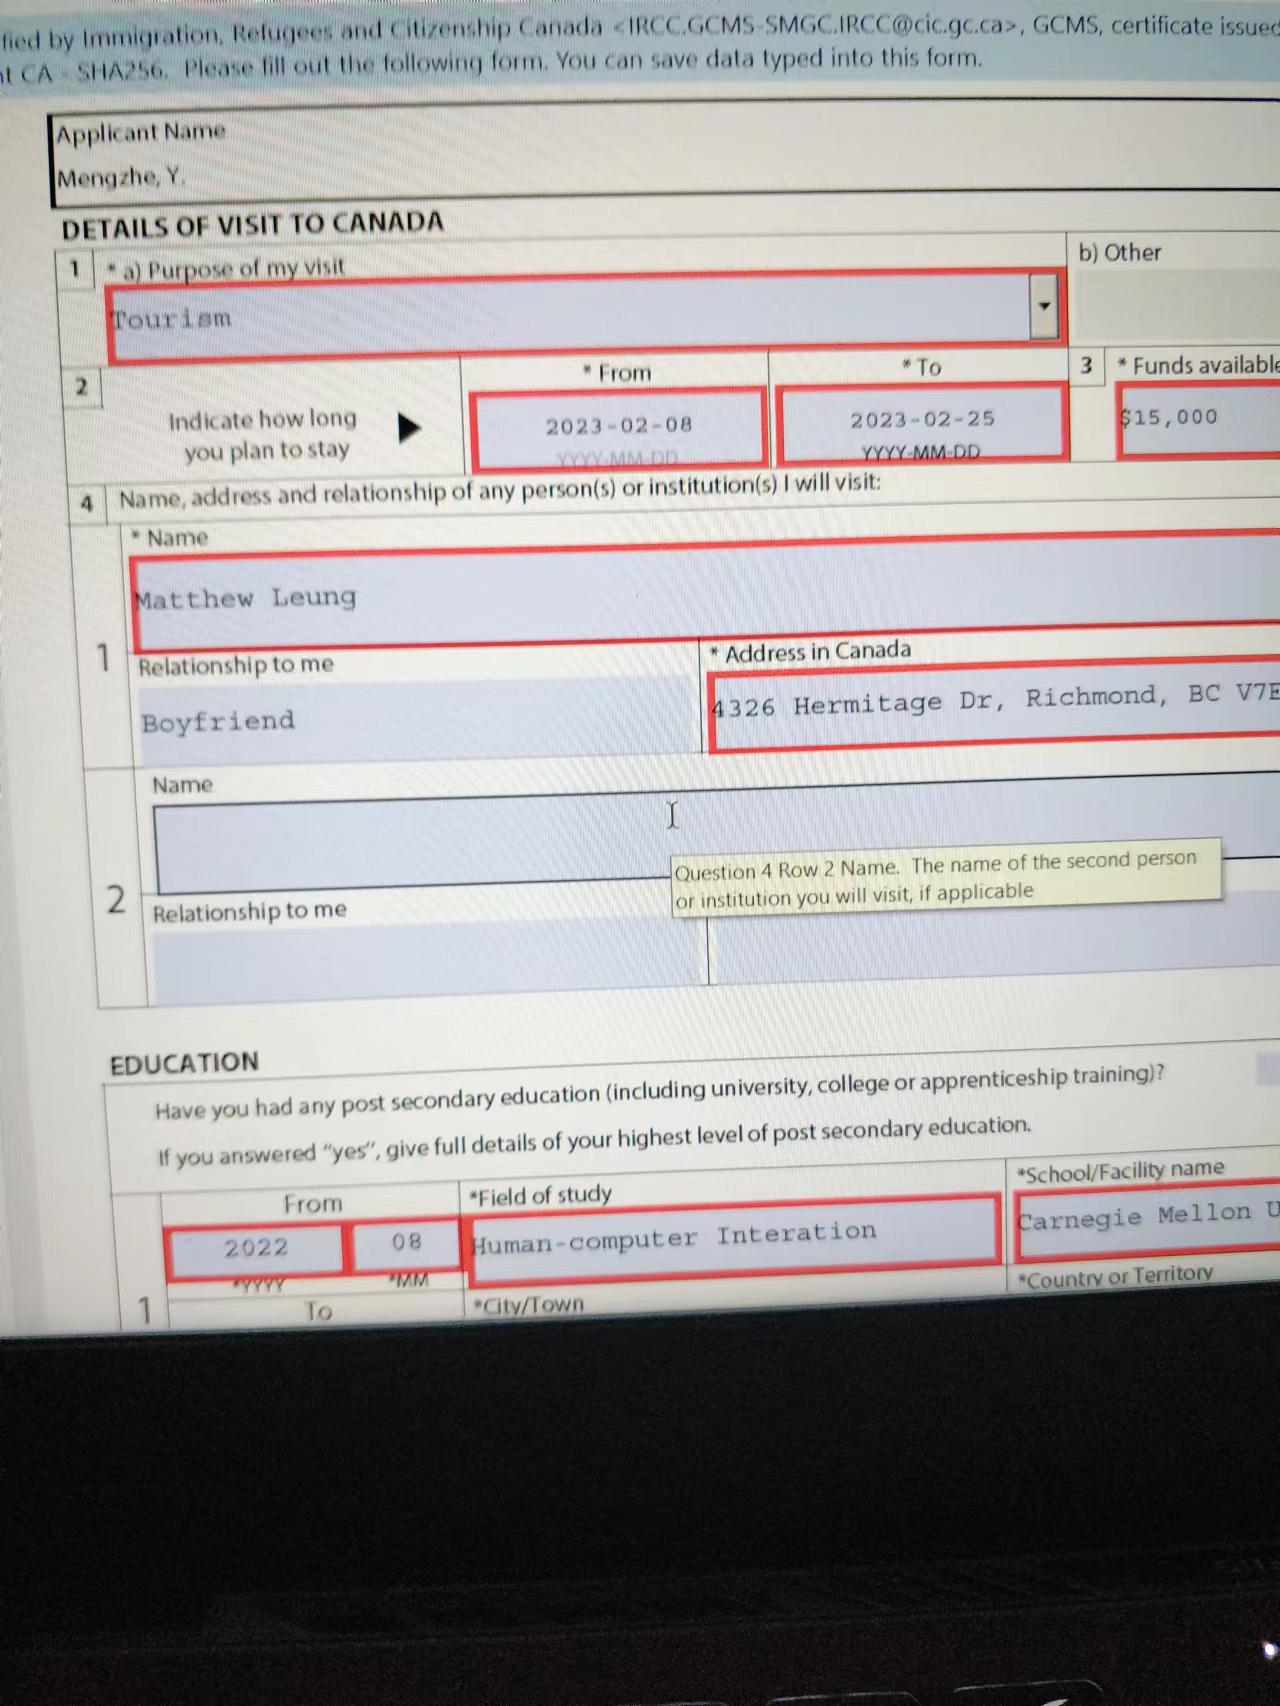 fied by Immigration, Refugees and Citizenship Canada <IRCC.GCMS-SMGC.IRCC@cic.gc.ca>, GCMS, certificate issued
nt CA - SHA256. Please fill out the following form. You can save data typed into this form.
Applicant Name
Mengzhe, Y.
DETAILS OF VISIT TO CANADA
1 * a) Purpose of my visit
b) Other
Tourism
2 Indicate how long you plan to stay
* From
2023-02-08
YYYY-MM-DD
* To
2023-02-25
YYYY-MM-DD
3 * Funds available
$15,000
4 Name, address and relationship of any person(s) or institution(s) I will visit:
1
* Name
Matthew Leung
Relationship to me
Boyfriend
* Address in Canada
4326 Hermitage Dr, Richmond, BC V7E
2
Name
Question 4 Row 2 Name. The name of the second person
or institution you will visit, if applicable
Relationship to me
EDUCATION
Have you had any post secondary education (including university, college or apprenticeship training)?
If you answered "yes", give full details of your highest level of post secondary education.
1
From
2022 08
*YYYY *MM
To
*Field of study
Human-computer Interation
*City/Town
*School/Facility name
Carnegie Mellon U
*Country or Territory